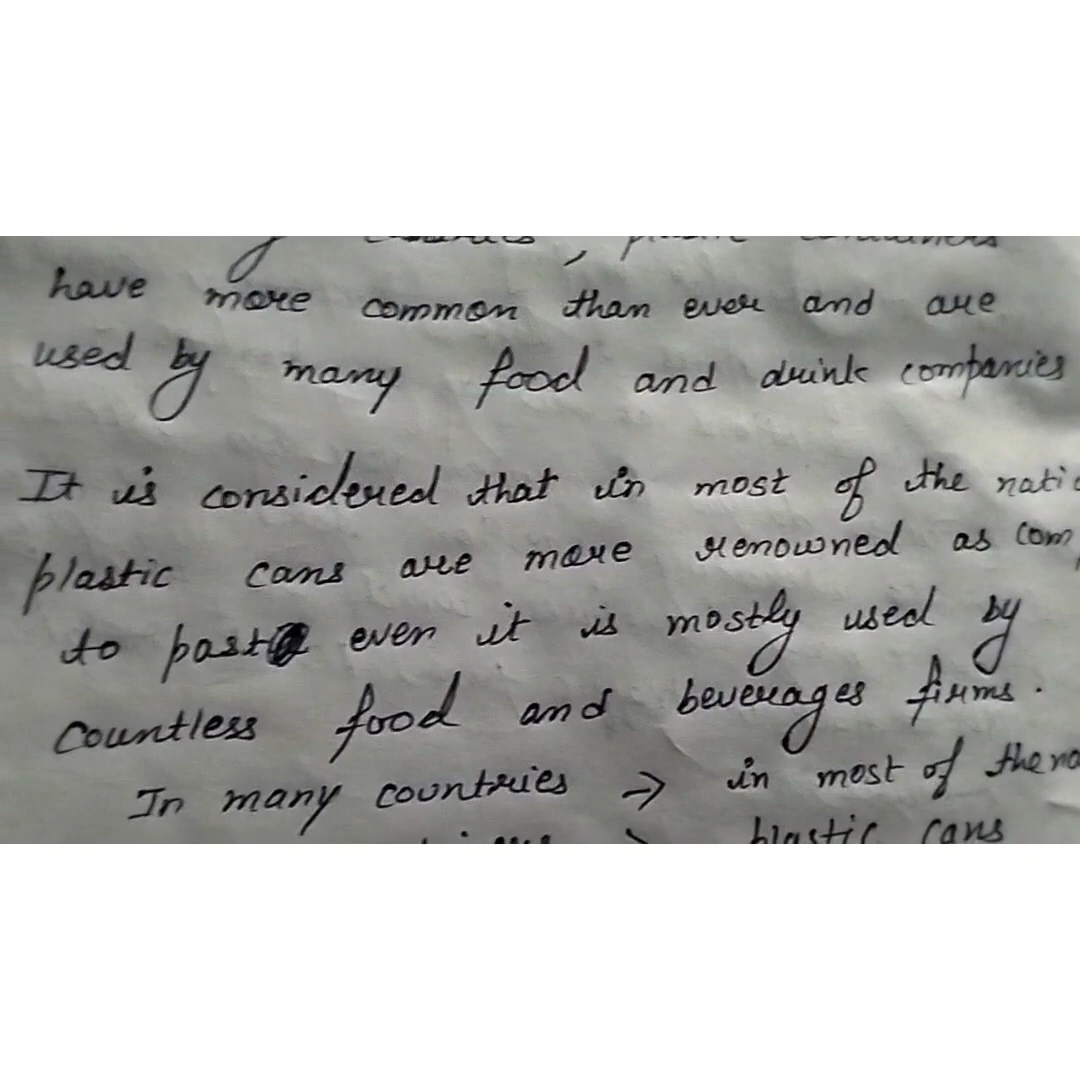 have more common than ever and are
used by many food and drink companies
It is considered that in most of the
plastic cans are more renowned as
to past even it is mostly used by
countless food and beverages firms.
In many countries → in most of the
plastic cans